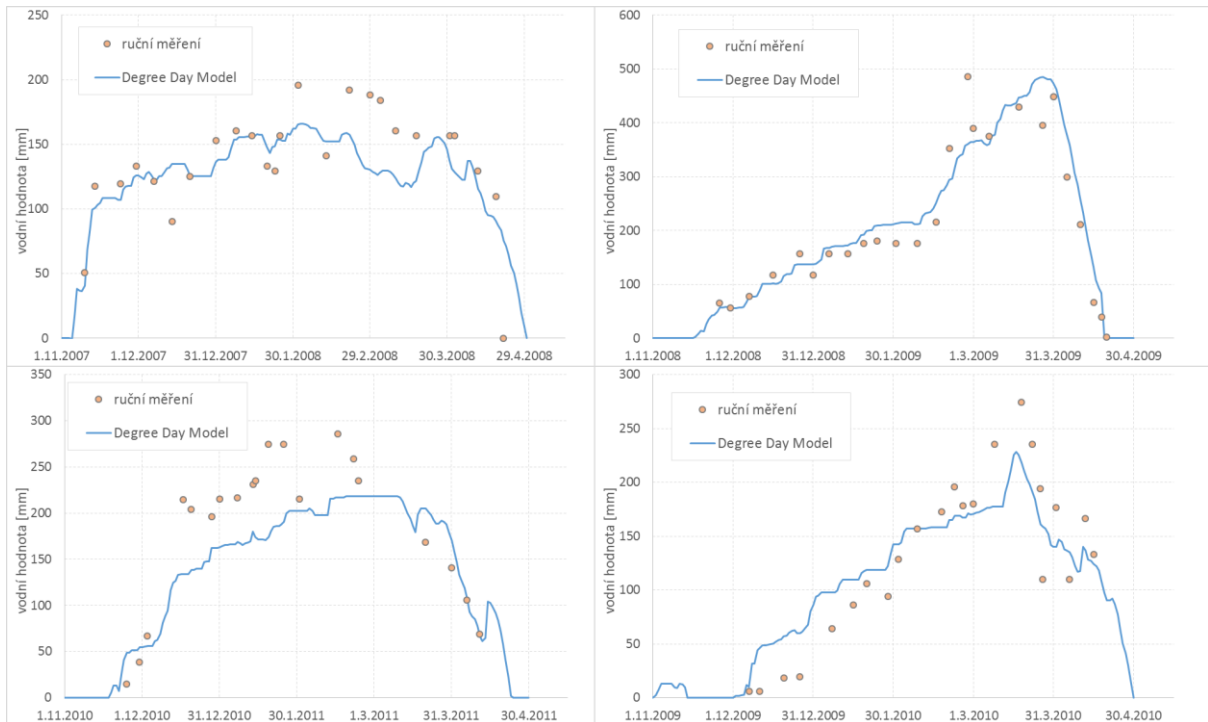 250
200
150
100
50
0
vodní hodnota [mm]
ruční měření
Degree Day Model
1.11.2007 1.12.2007 31.12.2007 30.1.2008 29.2.2008 30.3.2008 29.4.2008
600
500
400
300
200
100
0
vodní hodnota [mm]
ruční měření
Degree Day Model
1.11.2008 1.12.2008 31.12.2008 30.1.2009 1.3.2009 31.3.2009 30.4.2009
350
300
250
200
150
100
50
0
vodní hodnota [mm]
ruční měření
Degree Day Model
1.11.2010 1.12.2010 31.12.2010 30.1.2011 1.3.2011 31.3.2011 30.4.2011
300
250
200
150
100
50
0
vodní hodnota [mm]
ruční měření
Degree Day Model
1.11.2009 1.12.2009 31.12.2009 30.1.2010 1.3.2010 31.3.2010 30.4.2010